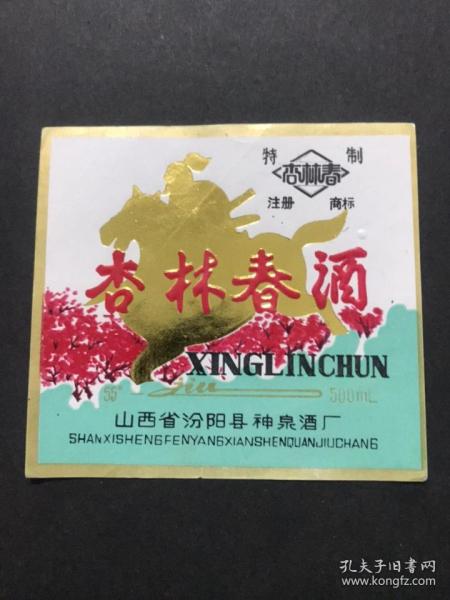 特 制
杏林春
注册 商标
杏林春酒
XINGLINCHUN
Jiu
55° 500mL
山西省汾阳县神泉酒厂
SHANXISHENGFENYANGXIANSHENQUANJIUCHANG
孔夫子旧书网
www.kongfz.com